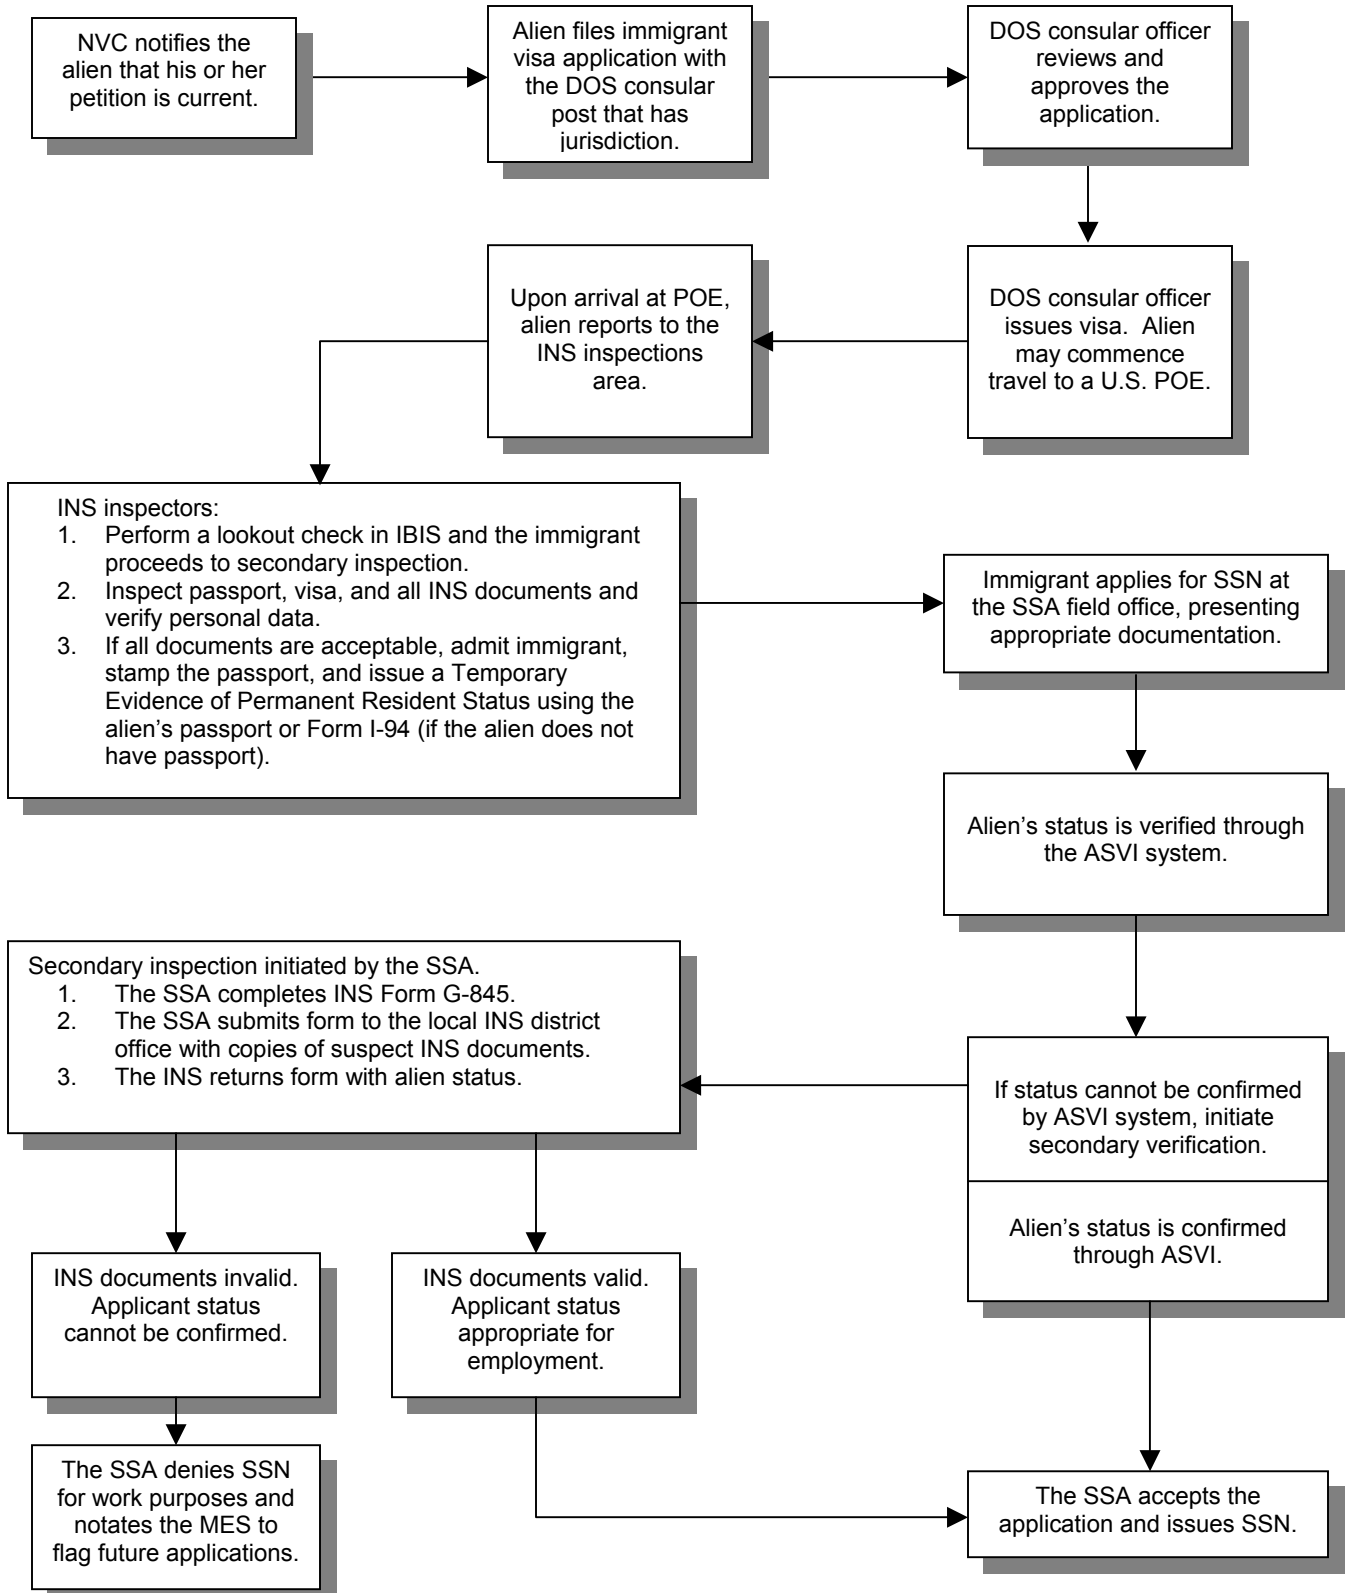 NVC notifies the
alien that his or her
petition is current.
Alien files immigrant
visa application with
the DOS consular
post that has
jurisdiction.
DOS consular officer
reviews and
approves the
application.
DOS consular officer
issues visa.  Alien
may commence
travel to a U.S. POE.
Upon arrival at POE,
alien reports to the
INS inspections
area.
INS inspectors:
1. Perform a lookout check in IBIS and the immigrant
proceeds to secondary inspection.
2. Inspect passport, visa, and all INS documents and
verify personal data.
3. If all documents are acceptable, admit immigrant,
stamp the passport, and issue a Temporary
Evidence of Permanent Resident Status using the
alien’s passport or Form I-94 (if the alien does not
have passport).
Immigrant applies for SSN at
the SSA field office, presenting
appropriate documentation.
Alien’s status is verified through
the ASVI system.
If status cannot be confirmed
by ASVI system, initiate
secondary verification.
Alien’s status is confirmed
through ASVI.
Secondary inspection initiated by the SSA.
1. The SSA completes INS Form G-845.
2. The SSA submits form to the local INS district
office with copies of suspect INS documents.
3. The INS returns form with alien status.
INS documents invalid.
Applicant status
cannot be confirmed.
INS documents valid.
Applicant status
appropriate for
employment.
The SSA denies SSN
for work purposes and
notates the MES to
flag future applications.
The SSA accepts the
application and issues SSN.